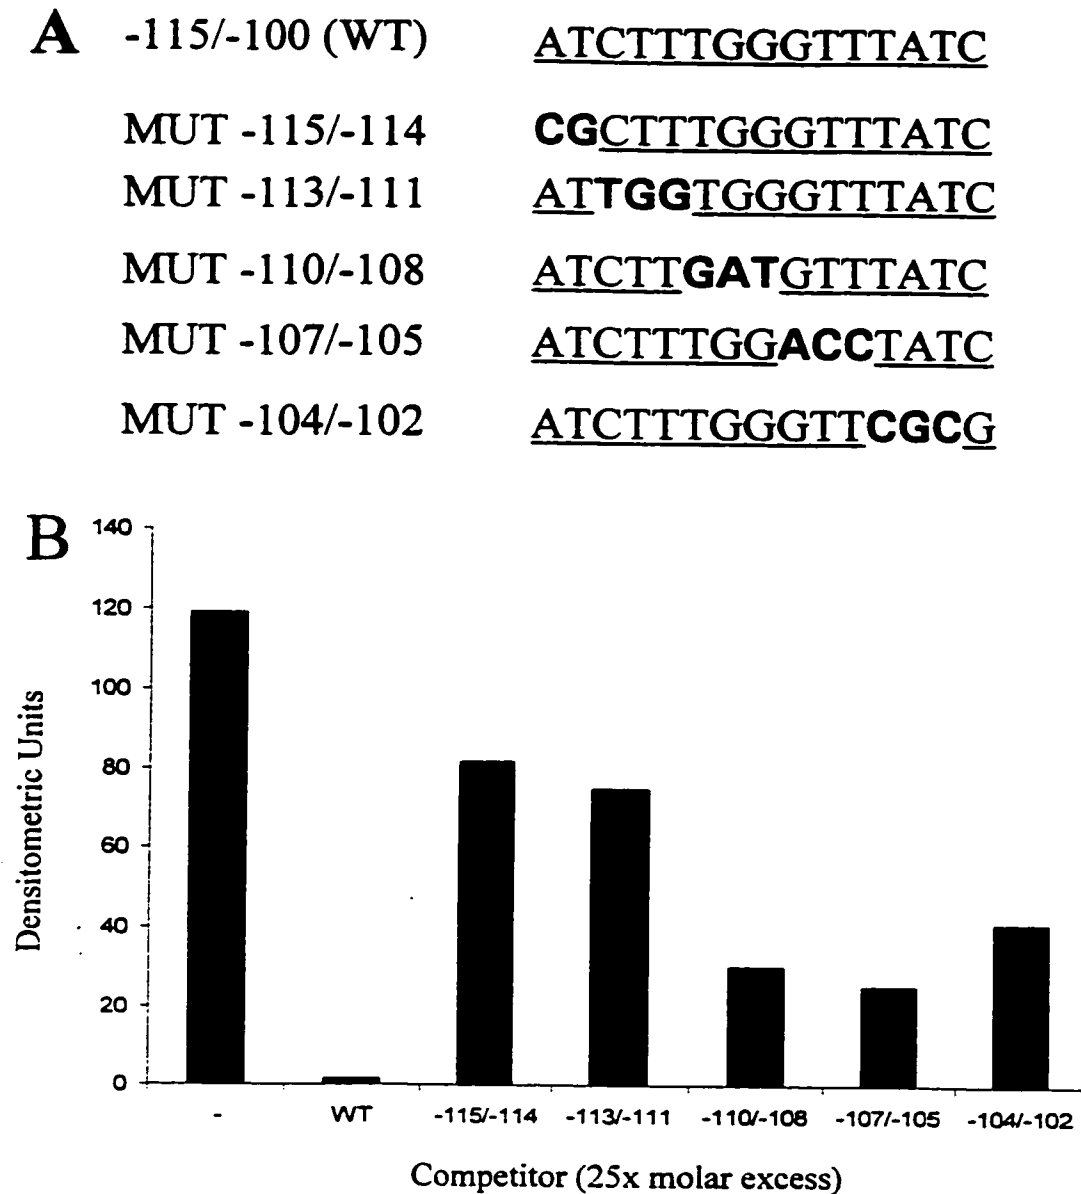 A -115/-100 (WT) ATCTTTGGGTTTATC
MUT -115/-114 CGCTTTGGGTTTATC
MUT -113/-111 ATTGGTGGGTTTATC
MUT -110/-108 ATCTTGATGTTTATC
MUT -107/-105 ATCTTTGGACCTATC
MUT -104/-102 ATCTTTGGGTTCGCG
B
140
120
100
80
60
40
20
0
Densitometric Units
- WT -115/-114 -113/-111 -110/-108 -107/-105 -104/-102
Competitor (25x molar excess)